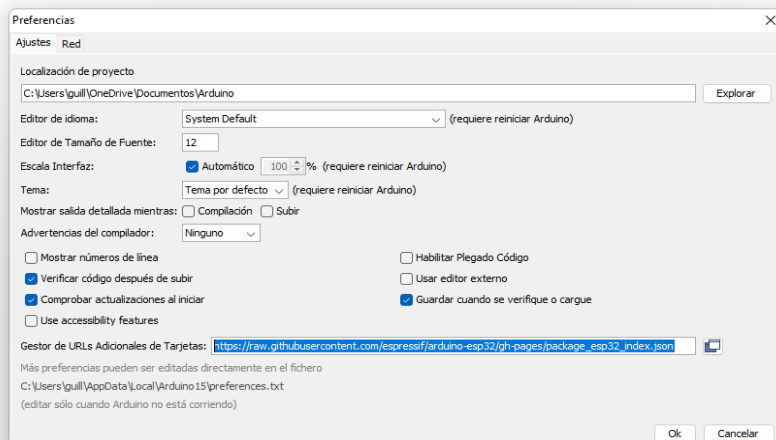 Preferencias
Ajustes Red
Localización de proyecto
C:\Users\guill\OneDrive\Documentos\Arduino Explorar
Editor de idioma: System Default (requiere reiniciar Arduino)
Editor de Tamaño de Fuente: 12
Escala Interfaz: Automático 100 % (requiere reiniciar Arduino)
Tema: Tema por defecto (requiere reiniciar Arduino)
Mostrar salida detallada mientras: Compilación Subir
Advertencias del compilador: Ninguno
Mostrar números de línea Habilitar Plegado Código
Verificar código después de subir Usar editor externo
Comprobar actualizaciones al iniciar Guardar cuando se verifique o cargue
Use accessibility features
Gestor de URLs Adicionales de Tarjetas: https://raw.githubusercontent.com/espressif/arduino-esp32/gh-pages/package_esp32_index.json
Más preferencias pueden ser editadas directamente en el fichero
C:\Users\guill\AppData\Local\Arduino15\preferences.txt
(editar sólo cuando Arduino no está corriendo)
Ok Cancelar